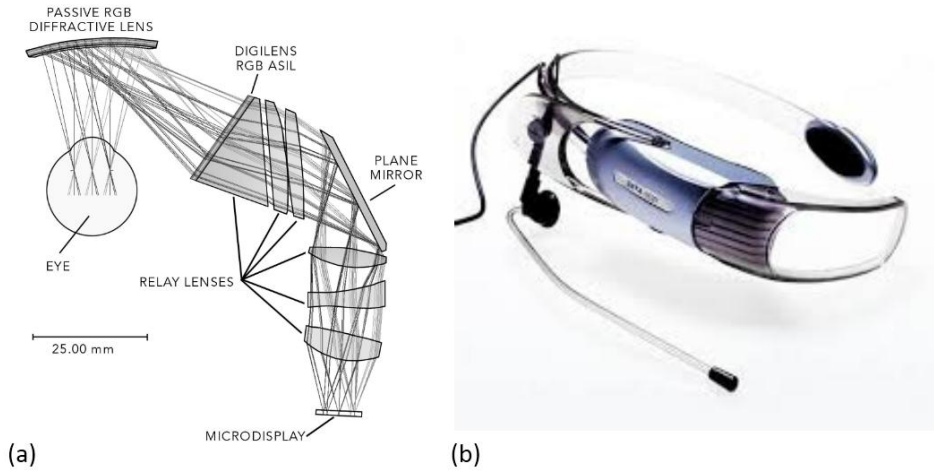 PASSIVE RGB
DIFFRACTIVE LENS
DIGILENS
RGB ASIL
PLANE
MIRROR
EYE
RELAY LENSES
25.00 mm
MICRODISPLAY
(a)
(b)